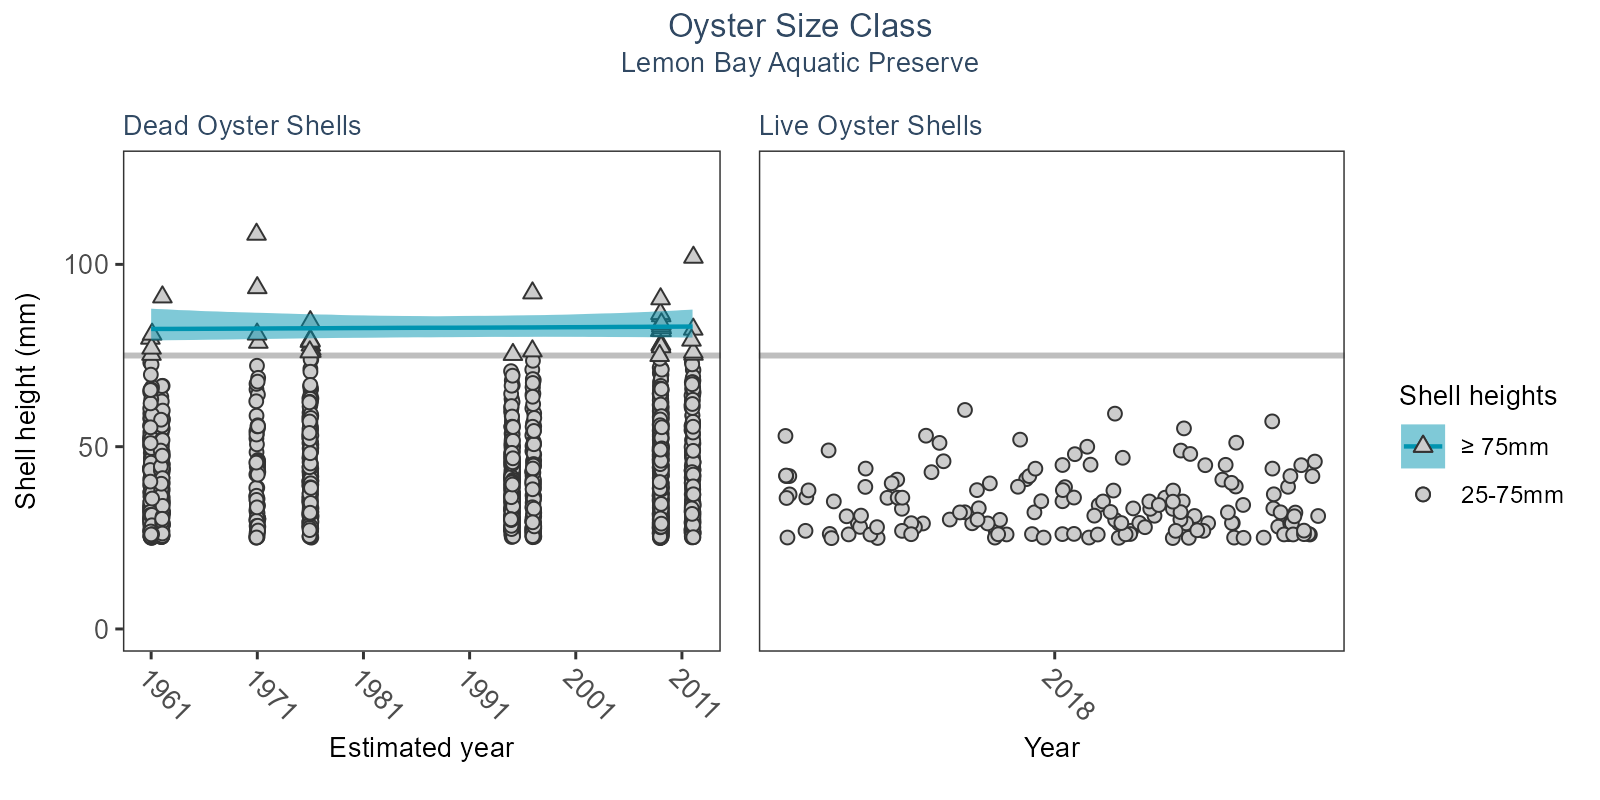 Oyster Size Class
Lemon Bay Aquatic Preserve
Dead Oyster Shells
Live Oyster Shells
Shell height (mm)
100
50
0
1961
1971
1981
1991
2001
2011
2018
Estimated year
Year
Shell heights
≥ 75mm
25-75mm